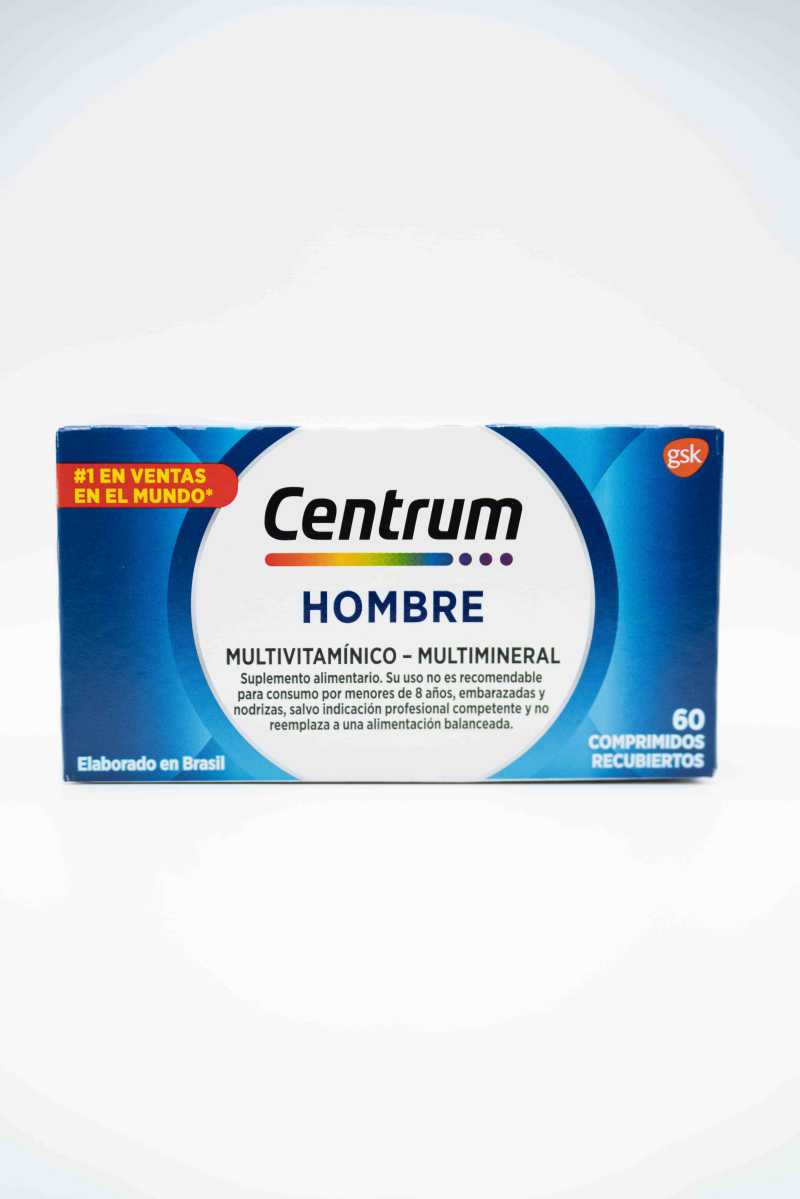 #1 EN VENTAS
EN EL MUNDO*
gsk
Centrum
HOMBRE
MULTIVITAMÍNICO – MULTIMINERAL
Suplemento alimentario. Su uso no es recomendable
para consumo por menores de 8 años, embarazadas y
nodrizas, salvo indicación profesional competente y no
reemplaza a una alimentación balanceada.
60
COMPRIMIDOS
RECUBIERTOS
Elaborado en Brasil